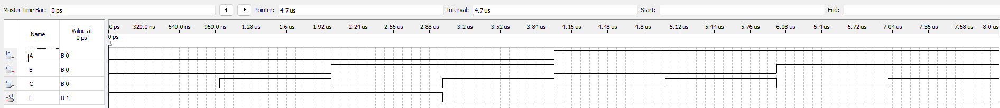 Master Time Bar: 0 ps Pointer: 4.7 us Interval: 4.7 us Start: End:
Name Value at 0 ps
0 ps 320.0 ns 640.0 ns 960.0 ns 1.28 us 1.6 us 1.92 us 2.24 us 2.56 us 2.88 us 3.2 us 3.52 us 3.84 us 4.16 us 4.48 us 4.8 us 5.12 us 5.44 us 5.76 us 6.08 us 6.4 us 6.72 us 7.04 us 7.36 us 7.68 us 8.0 us
0 ps
in A B 0
in B B 0
in C B 0
out F B 1